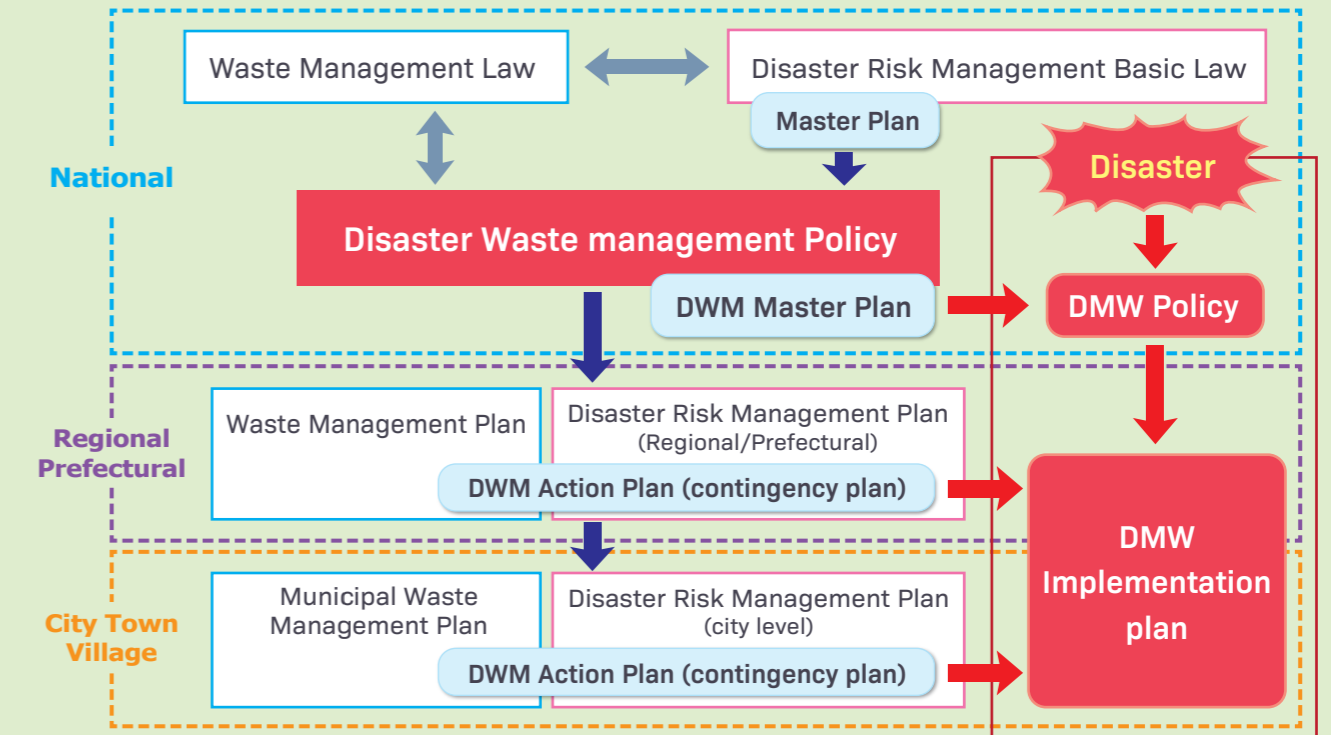 Waste Management Law
Disaster Risk Management Basic Law
Master Plan
National
Disaster
Disaster Waste management Policy
DWM Master Plan
DMW Policy
Regional
Prefectural
Waste Management Plan
Disaster Risk Management Plan
(Regional/Prefectural)
DWM Action Plan (contingency plan)
DMW
Implementation
plan
City Town
Village
Municipal Waste
Management Plan
Disaster Risk Management Plan
(city level)
DWM Action Plan (contingency plan)